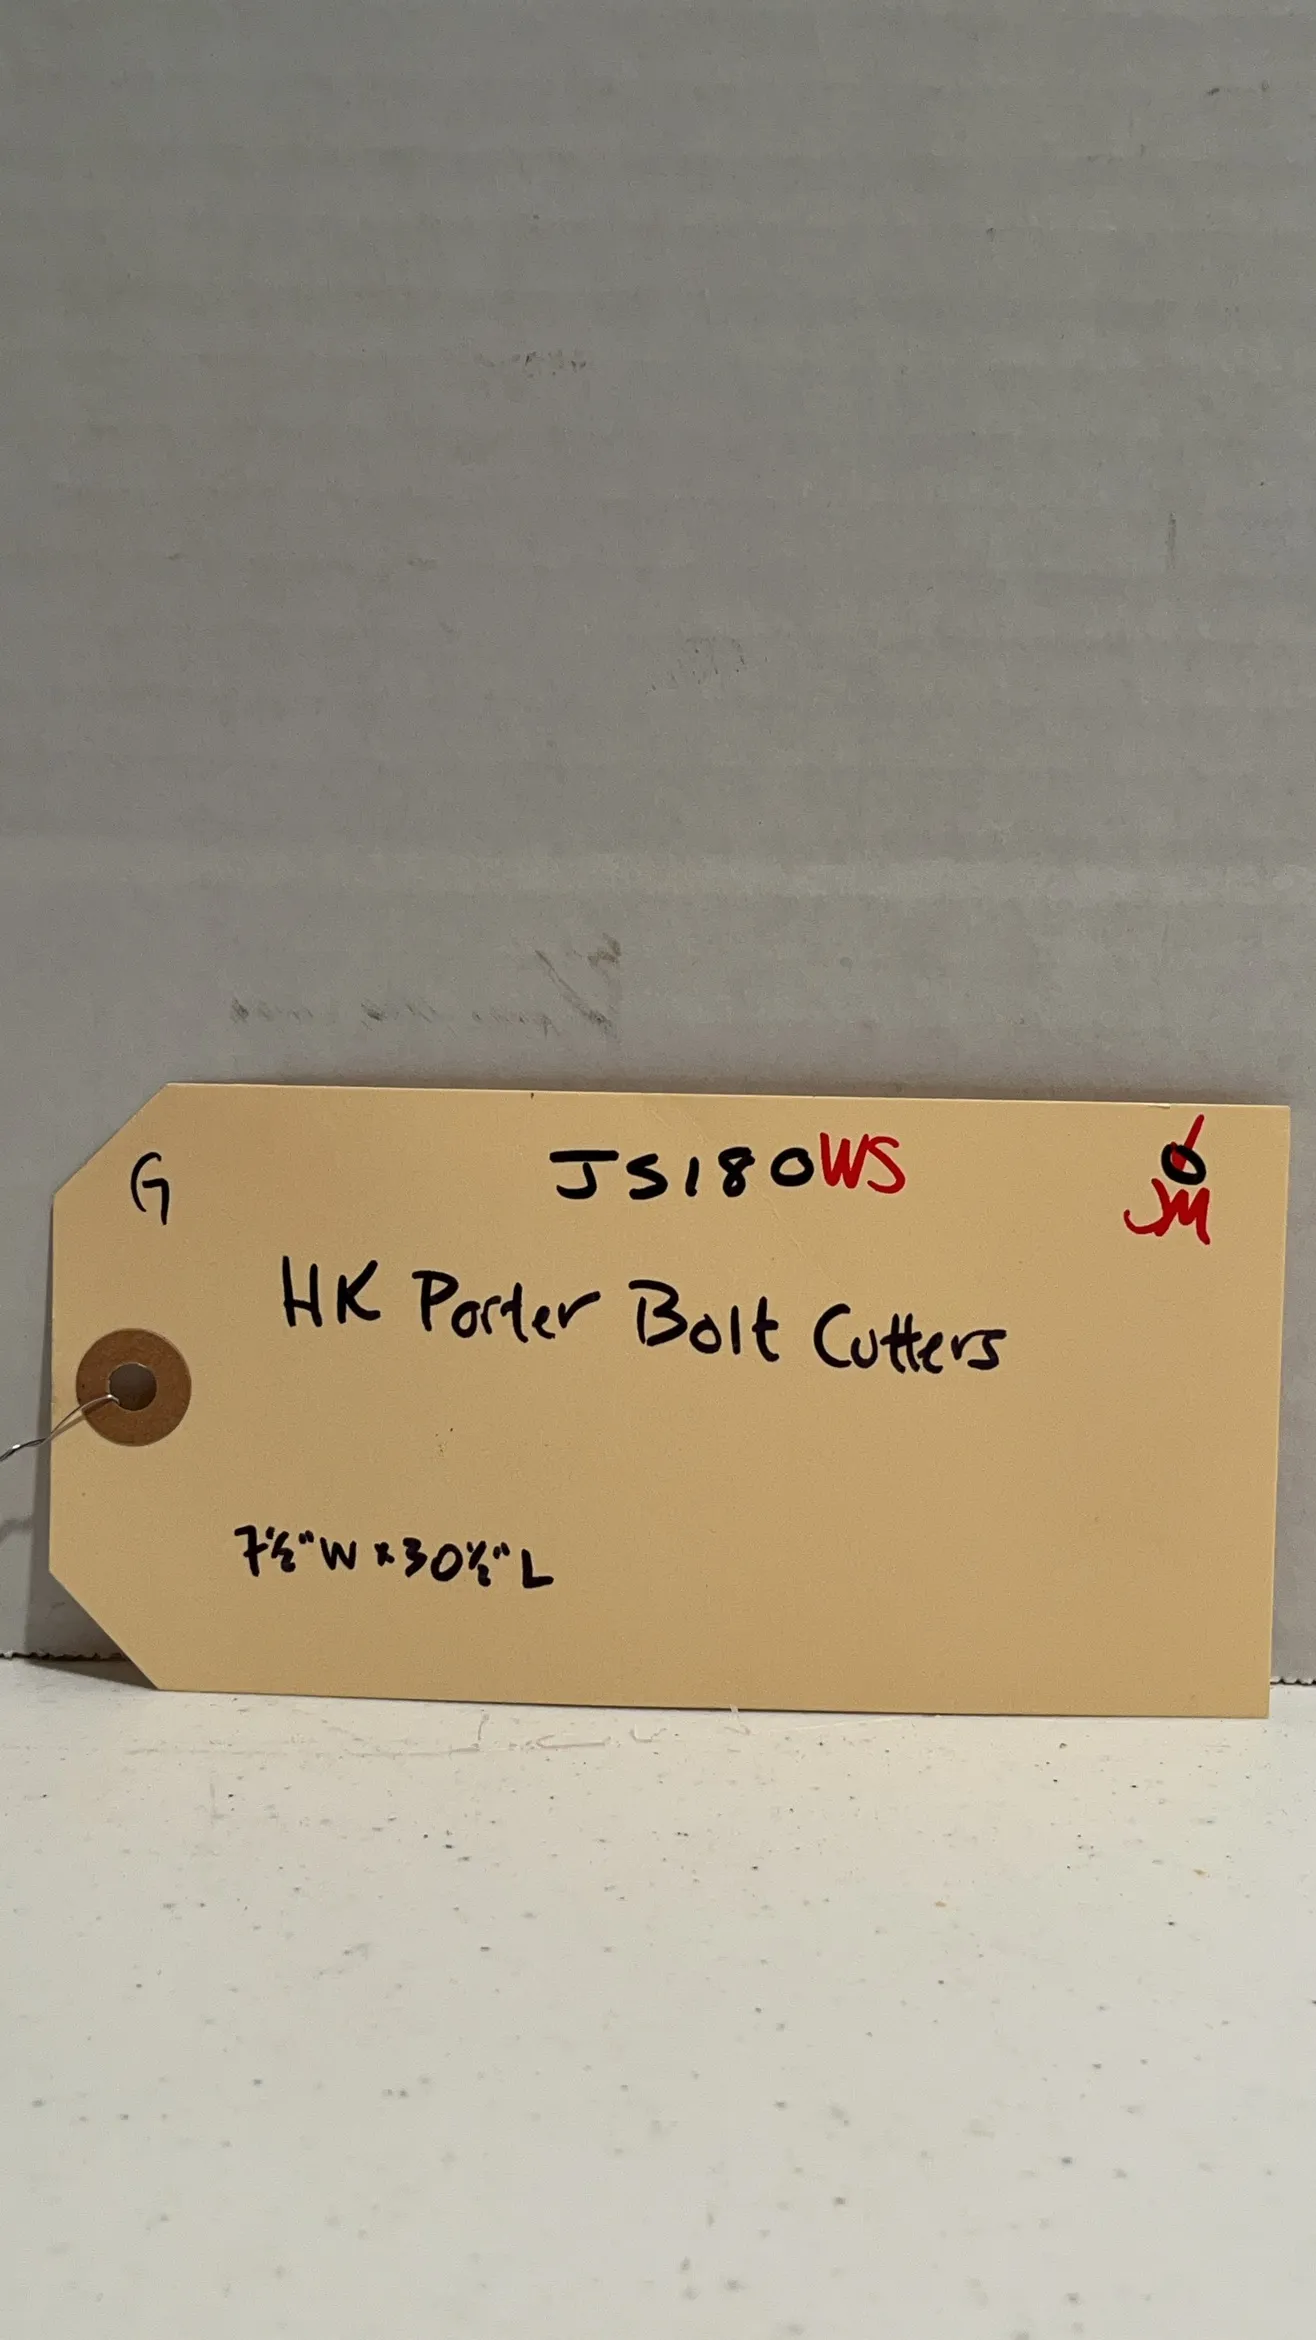 G JS180WS O
JM
HK Porter Bolt Cutters
7½"W x 30½"L